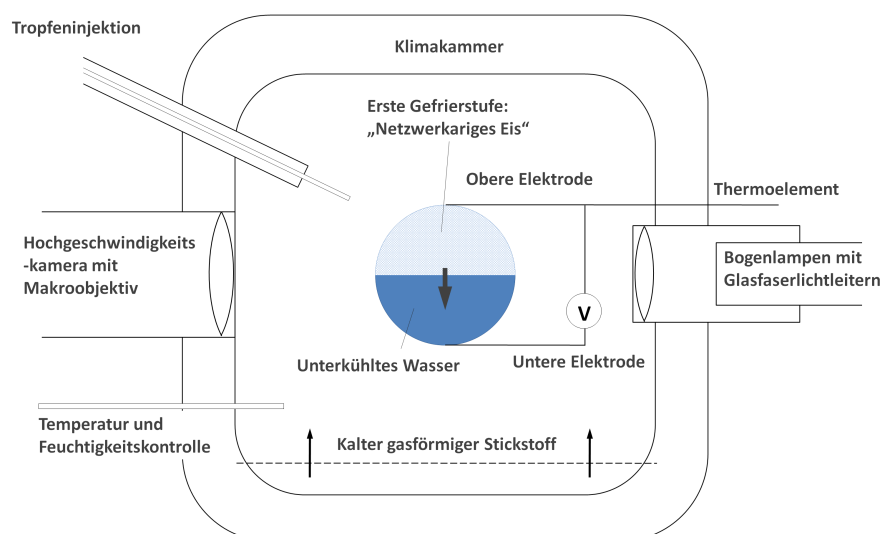 Tropfeninjektion
Klimakammer
Erste Gefrierstufe:
„Netzwerkariges Eis“
Obere Elektrode
Thermoelement
Hochgeschwindigkeits
-kamera mit
Makroobjektiv
Bogenlampen mit
Glasfaserlichtleitern
V
Unterkühltes Wasser
Untere Elektrode
Temperatur und
Feuchtigkeitskontrolle
Kalter gasförmiger Stickstoff